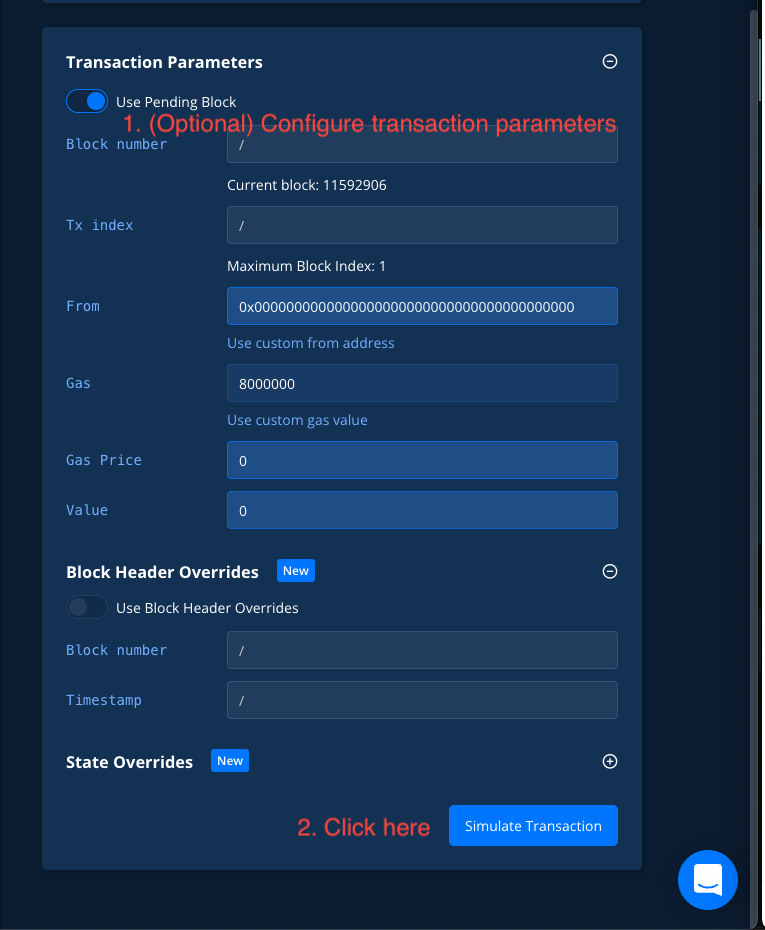 Transaction Parameters
Use Pending Block
1. (Optional) Configure transaction parameters
Block number
/
Current block: 11592906
Tx index
/
Maximum Block Index: 1
From
0x0000000000000000000000000000000000000000
Use custom from address
Gas
8000000
Use custom gas value
Gas Price
0
Value
0
Block Header Overrides New
Use Block Header Overrides
Block number
/
Timestamp
/
State Overrides New
2. Click here
Simulate Transaction